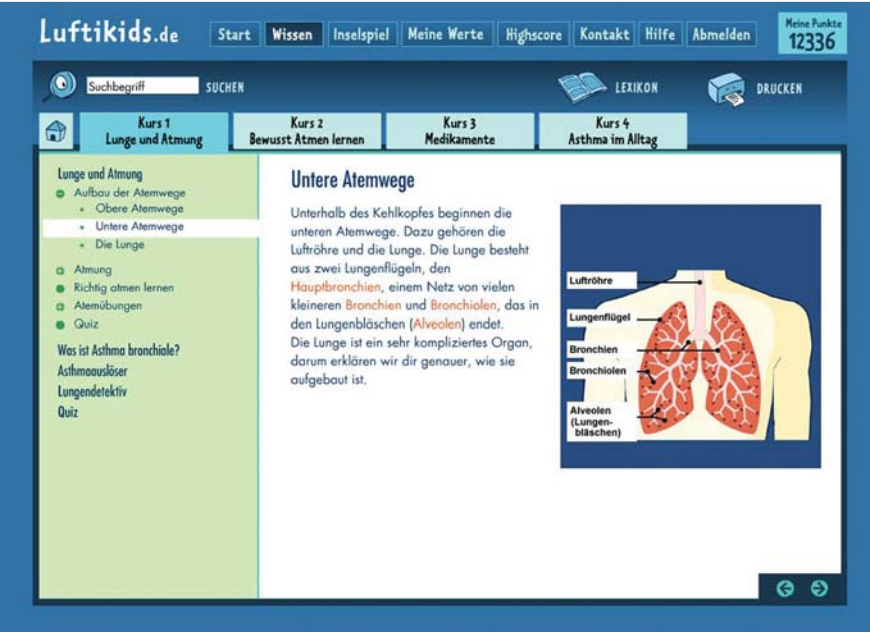 Luftikids.de
Start Wissen Inselspiel Meine Werte Highscore Kontakt Hilfe Abmelden
Meine Punkte
12336
Suchbegriff SUCHEN LEXIKON DRUCKEN
Kurs 1
Lunge und Atmung
Kurs 2
Bewusst Atmen lernen
Kurs 3
Medikamente
Kurs 4
Asthma im Alltag
Lunge und Atmung
Aufbau der Atemwege
Obere Atemwege
Untere Atemwege
Die Lunge
Atmung
Richtig atmen lernen
Atemübungen
Quiz
Was ist Asthma bronchiale?
Asthmaauslöser
Lungendetektiv
Quiz
Untere Atemwege
Unterhalb des Kehlkopfes beginnen die
unteren Atemwege. Dazu gehören die
Luftröhre und die Lunge. Die Lunge besteht
aus zwei Lungenflügeln, den
Hauptbronchien, einem Netz von vielen
kleineren Bronchien und Bronchiolen, das in
den Lungenbläschen (Alveolen) endet.
Die Lunge ist ein sehr kompliziertes Organ,
darum erklären wir dir genauer, wie sie
aufgebaut ist.
Luftröhre
Lungenflügel
Bronchien
Bronchiolen
Alveolen
(Lungen-
bläschen)